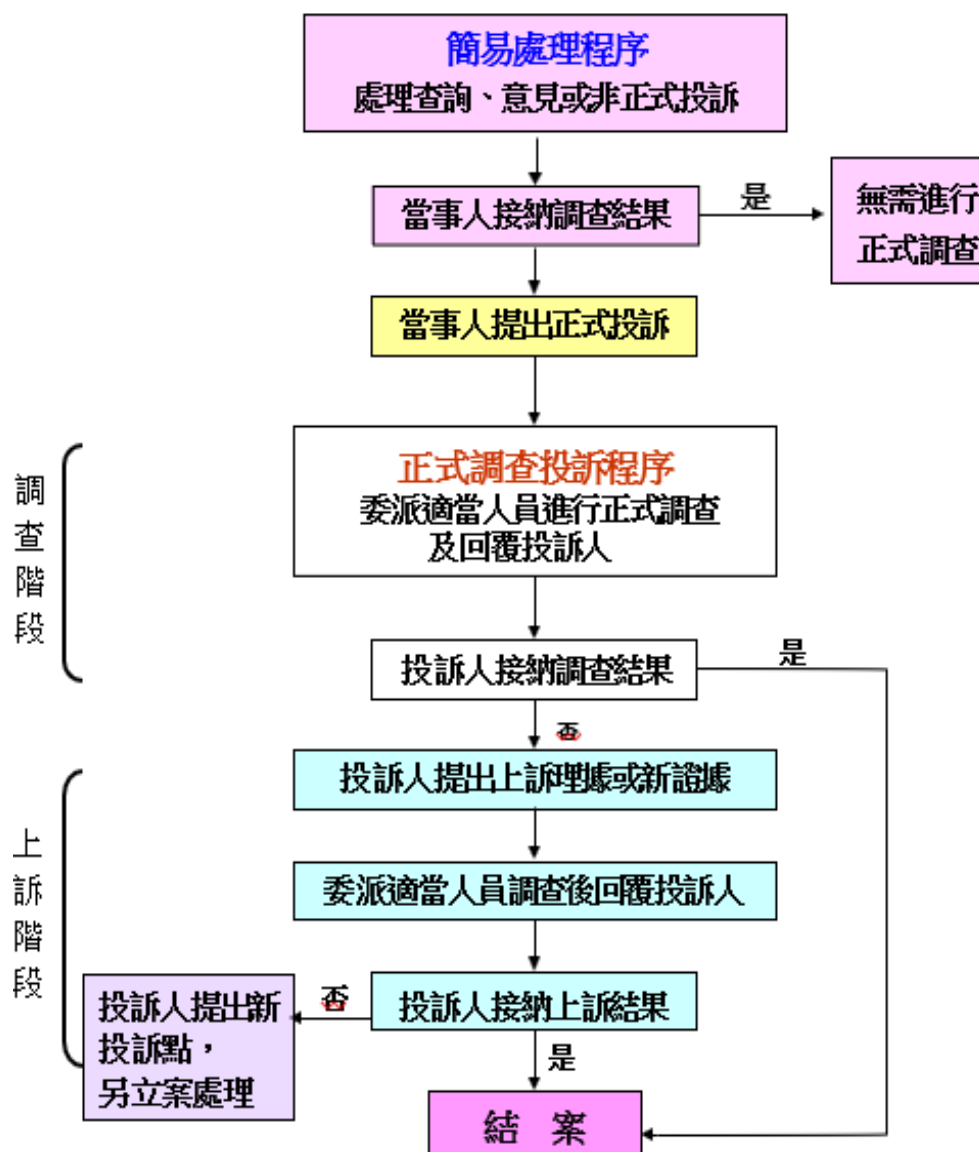 簡易處理程序
處理查詢、意見或非正式投訴
當事人接納調查結果
是
無需進行
正式調查
當事人提出正式投訴
調查階段
正式調查投訴程序
委派適當人員進行正式調查
及回覆投訴人
投訴人接納調查結果
是
否
上訴階段
投訴人提出上訴理據或新證據
委派適當人員調查後回覆投訴人
投訴人接納上訴結果
否
投訴人提出新
投訴點，
另立案處理
是
結 案